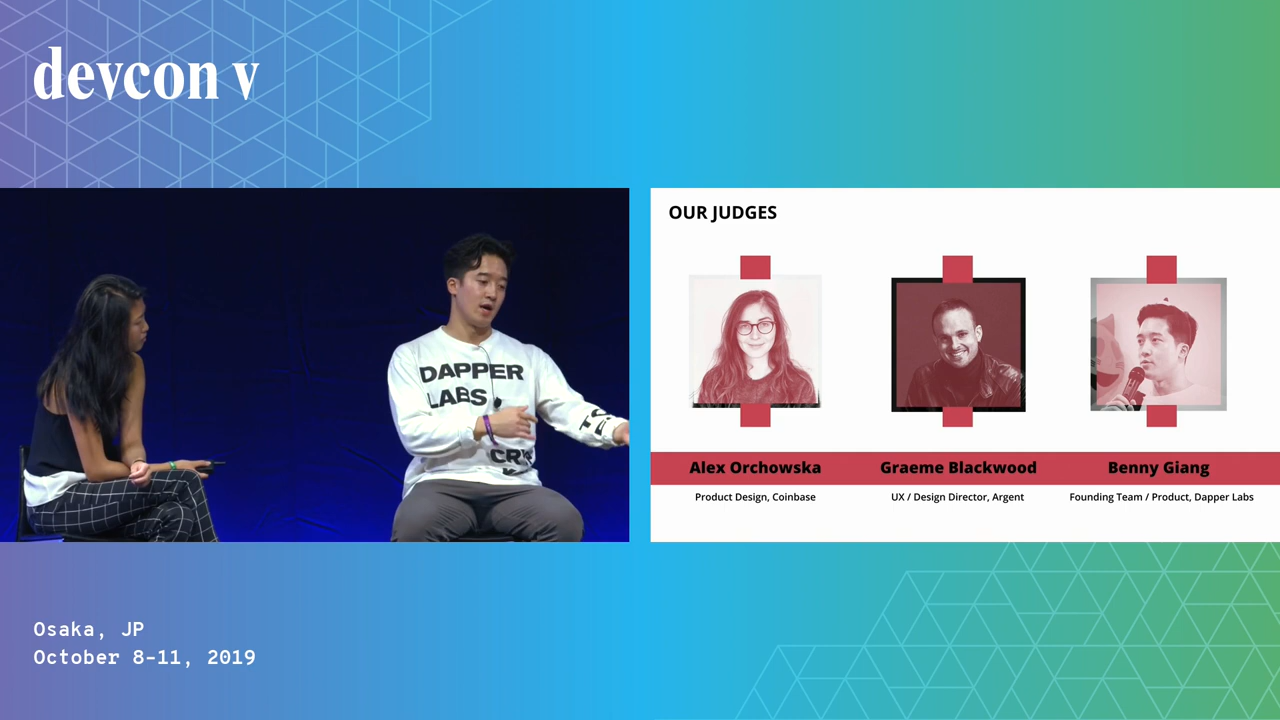 devcon v
DAPPER
LABS
OUR JUDGES
Alex Orchowska
Graeme Blackwood
Benny Giang
Product Design, Coinbase
UX / Design Director, Argent
Founding Team / Product, Dapper Labs
Osaka, JP
October 8-11, 2019